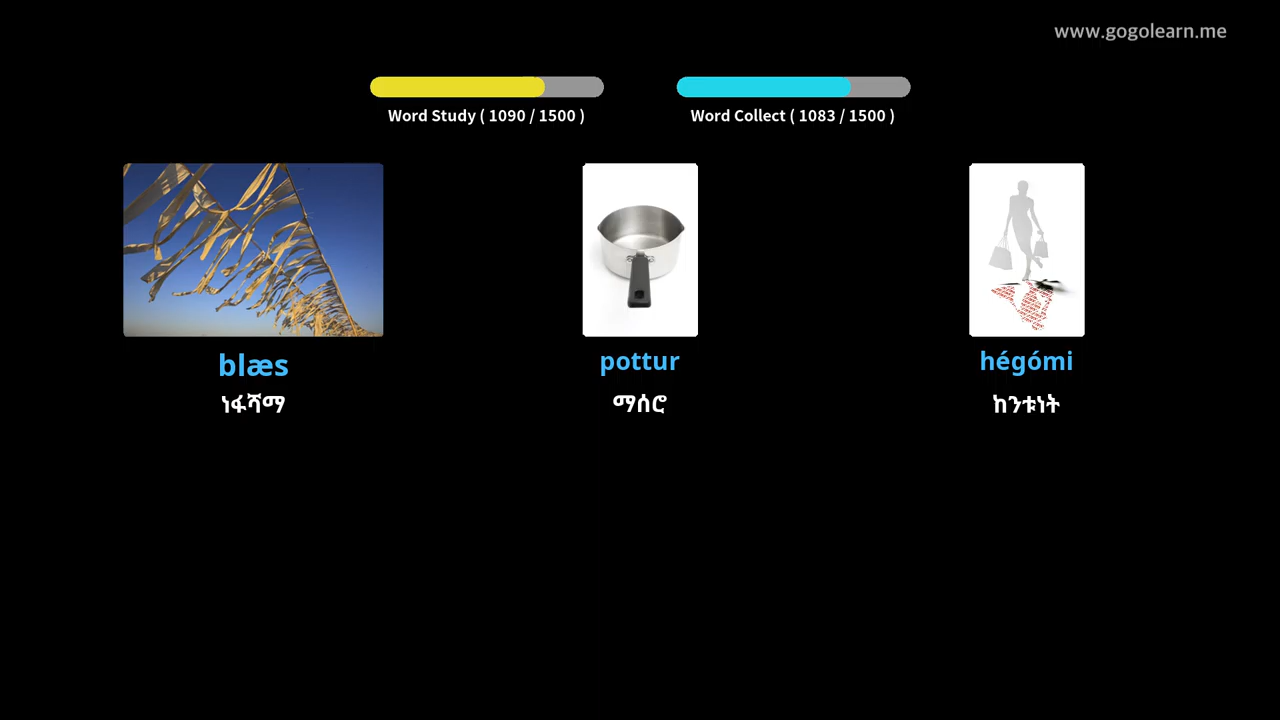 www.gogolearn.me
Word Study ( 1090 / 1500 )
Word Collect ( 1083 / 1500 )
blæs
pottur
hégómi
ነፋሻማ
ማሰሮ
ከንቱነት